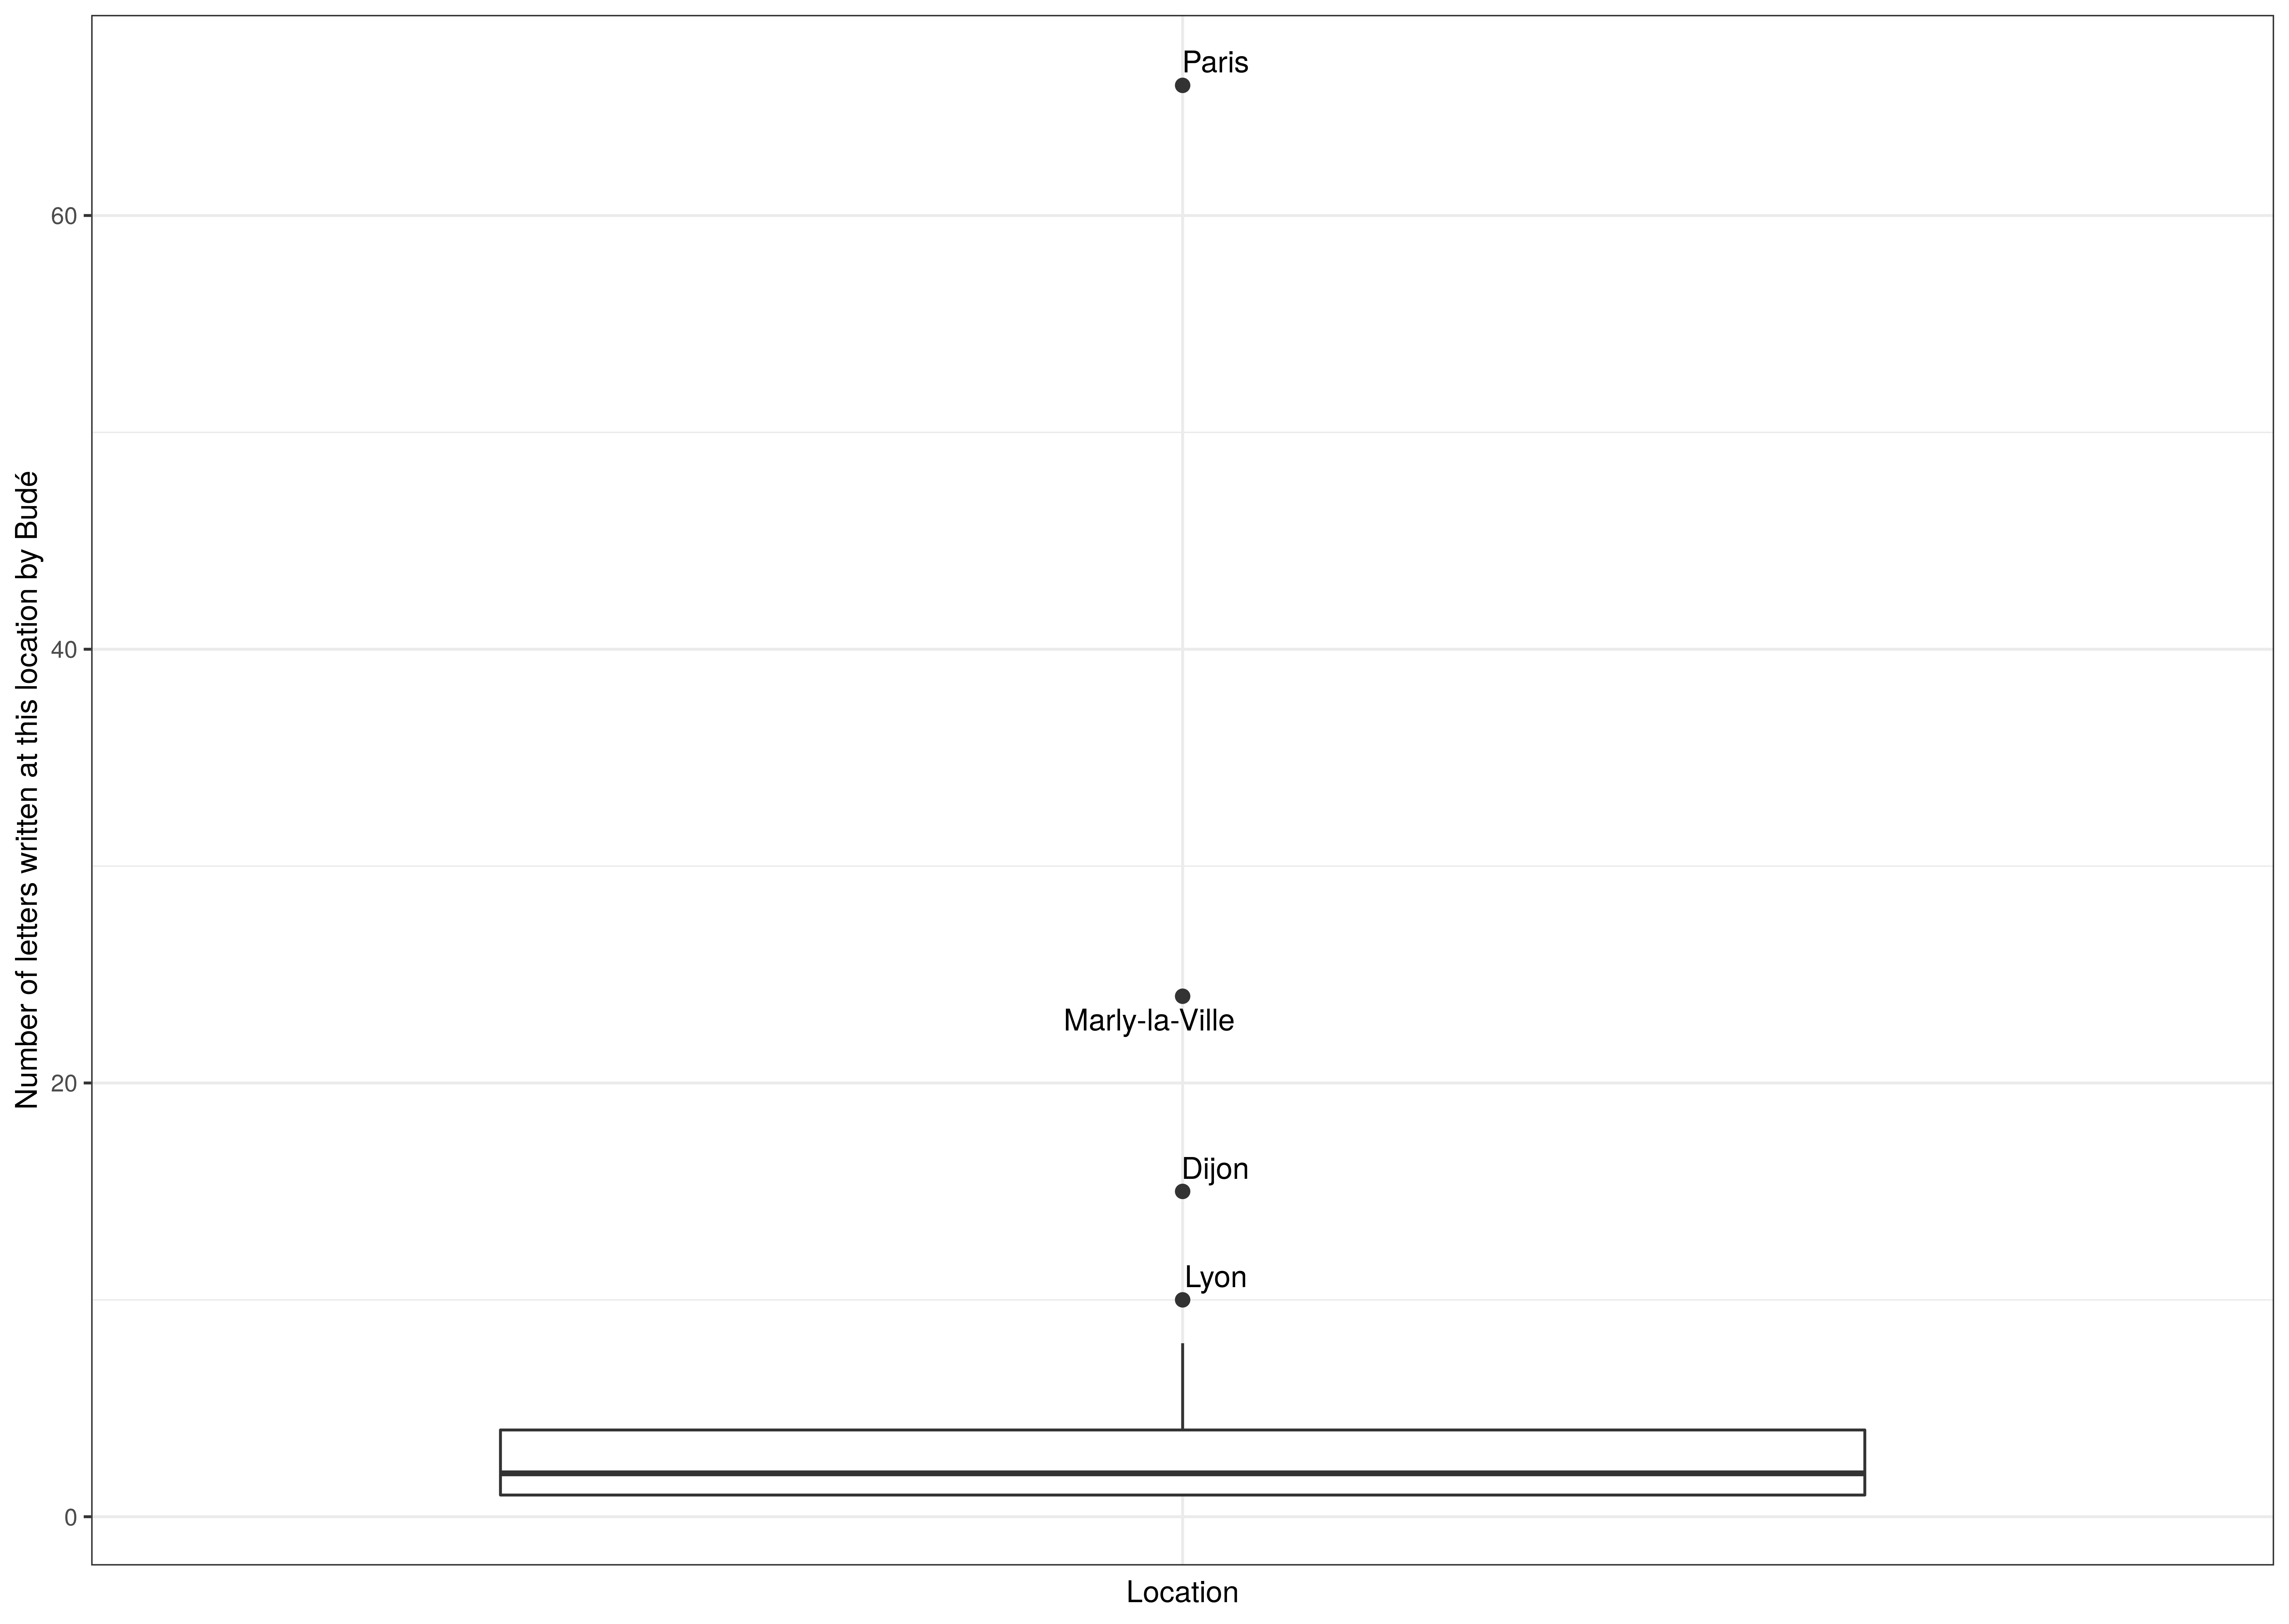 Number of letters written at this location by Budé
60
40
20
0
Paris
Marly-la-Ville
Dijon
Lyon
Location